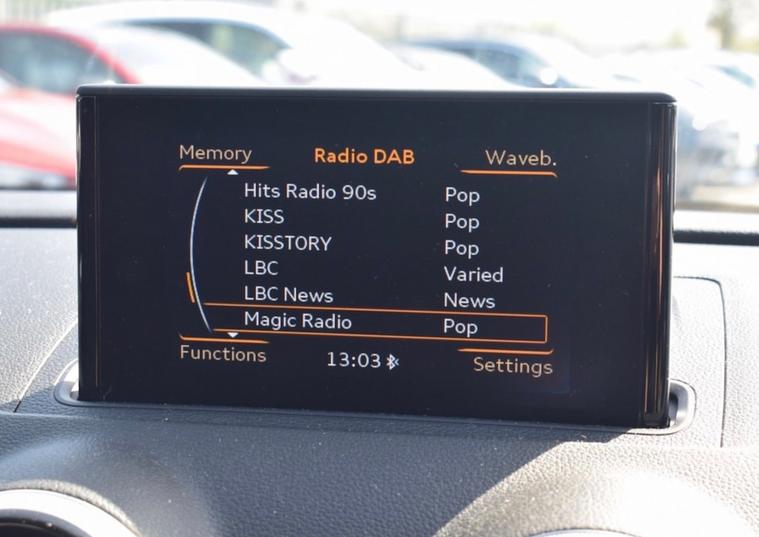 Memory Radio DAB Waveb.
Hits Radio 90s Pop
KISS Pop
KISSTORY Pop
LBC Varied
LBC News News
Magic Radio Pop
Functions 13:03 Settings